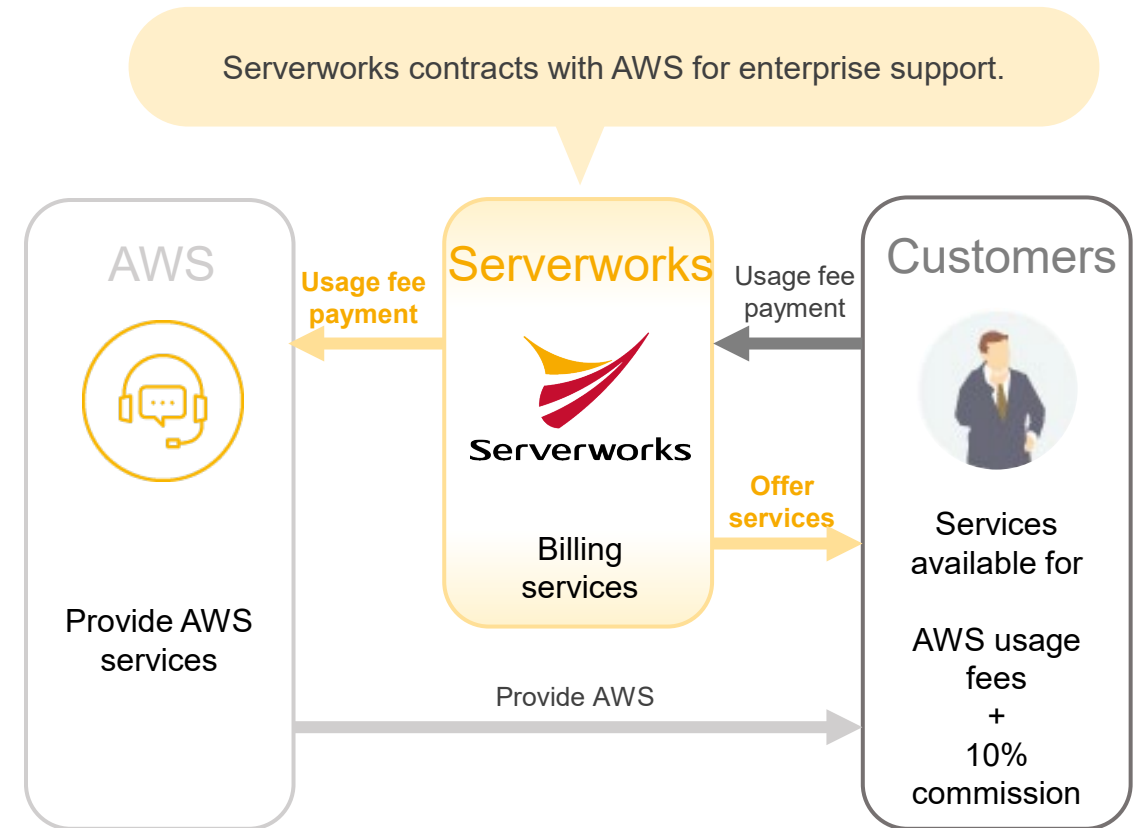 Serverworks contracts with AWS for enterprise support.
AWS
Provide AWS
services
Usage fee
payment
Serverworks
Serverworks
Billing
services
Usage fee
payment
Offer
services
Provide AWS
Customers
Services
available for
AWS usage
fees
+
10%
commission